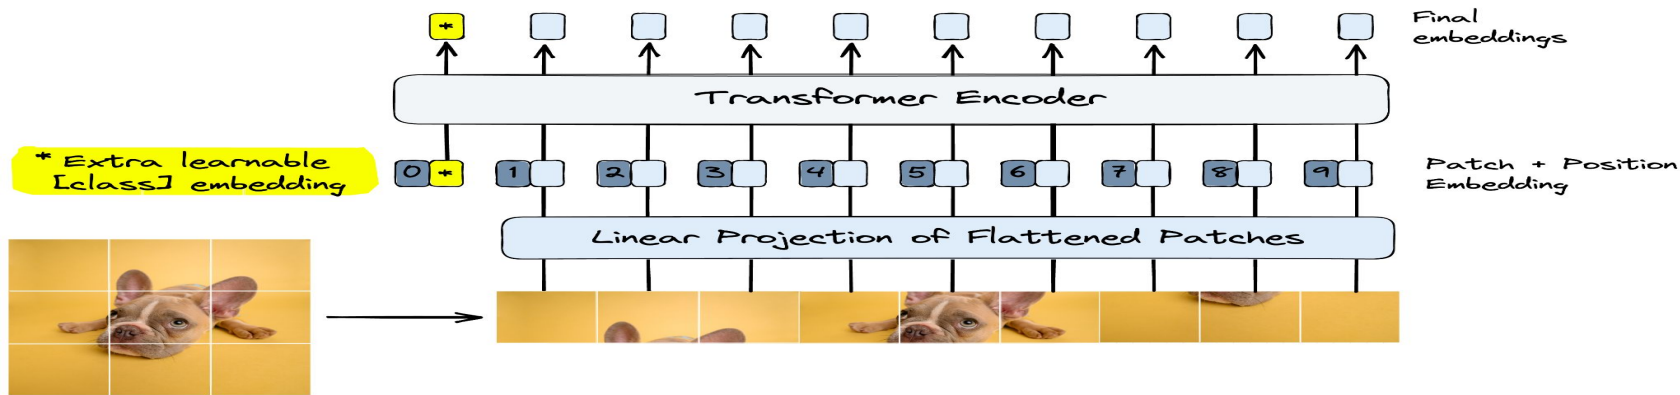 *
Final
embeddings
Transformer Encoder
* Extra learnable
[class] embedding
0 * 1 2 3 4 5 6 7 8 9
Patch + Position
Embedding
Linear Projection of Flattened Patches